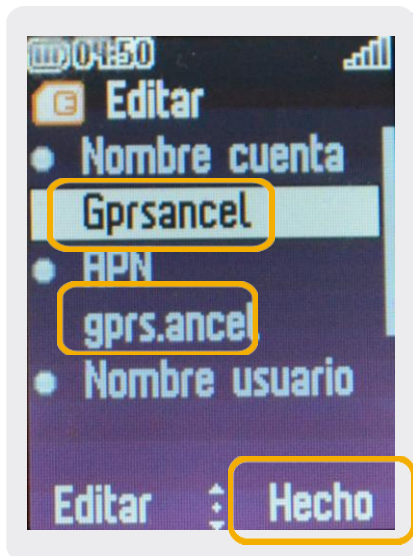 04:50
Editar
Nombre cuenta
Gprsancel
APN
gprs.ancel
Nombre usuario
Editar Hecho